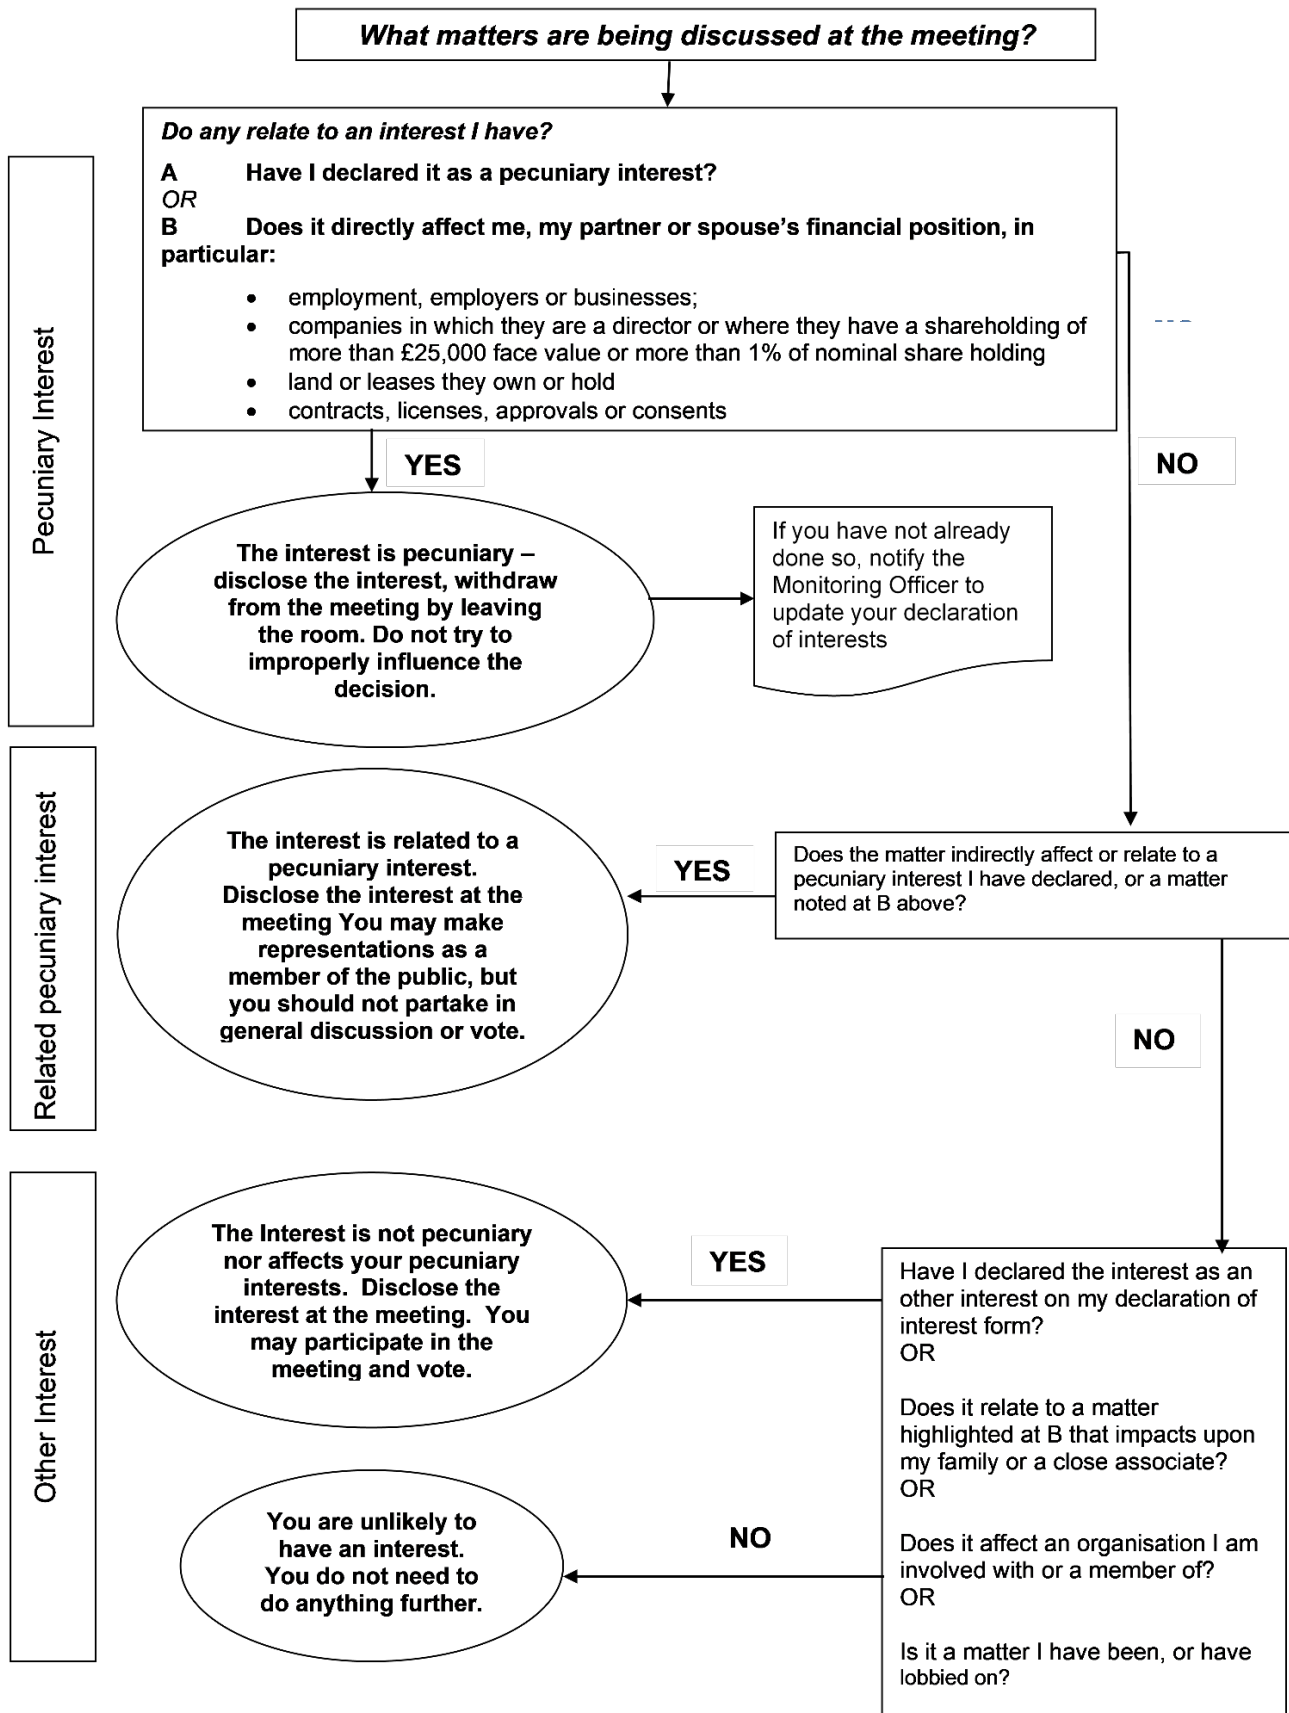 What matters are being discussed at the meeting?
Do any relate to an interest I have?
A Have I declared it as a pecuniary interest?
OR
B Does it directly affect me, my partner or spouse's financial position, in
particular:
• employment, employers or businesses;
• companies in which they are a director or where they have a shareholding of
more than £25,000 face value or more than 1% of nominal share holding
• land or leases they own or hold
• contracts, licenses, approvals or consents
Pecuniary Interest
YES
NO
The interest is pecuniary –
disclose the interest, withdraw
from the meeting by leaving
the room. Do not try to
improperly influence the
decision.
If you have not already
done so, notify the
Monitoring Officer to
update your declaration
of interests
Related pecuniary interest
The interest is related to a
pecuniary interest.
Disclose the interest at the
meeting You may make
representations as a
member of the public, but
you should not partake in
general discussion or vote.
YES
Does the matter indirectly affect or relate to a
pecuniary interest I have declared, or a matter
noted at B above?
NO
Other Interest
The Interest is not pecuniary
nor affects your pecuniary
interests. Disclose the
interest at the meeting. You
may participate in the
meeting and vote.
YES
Have I declared the interest as an
other interest on my declaration of
interest form?
OR
Does it relate to a matter
highlighted at B that impacts upon
my family or a close associate?
OR
Does it affect an organisation I am
involved with or a member of?
OR
Is it a matter I have been, or have
lobbied on?
NO
You are unlikely to
have an interest.
You do not need to
do anything further.